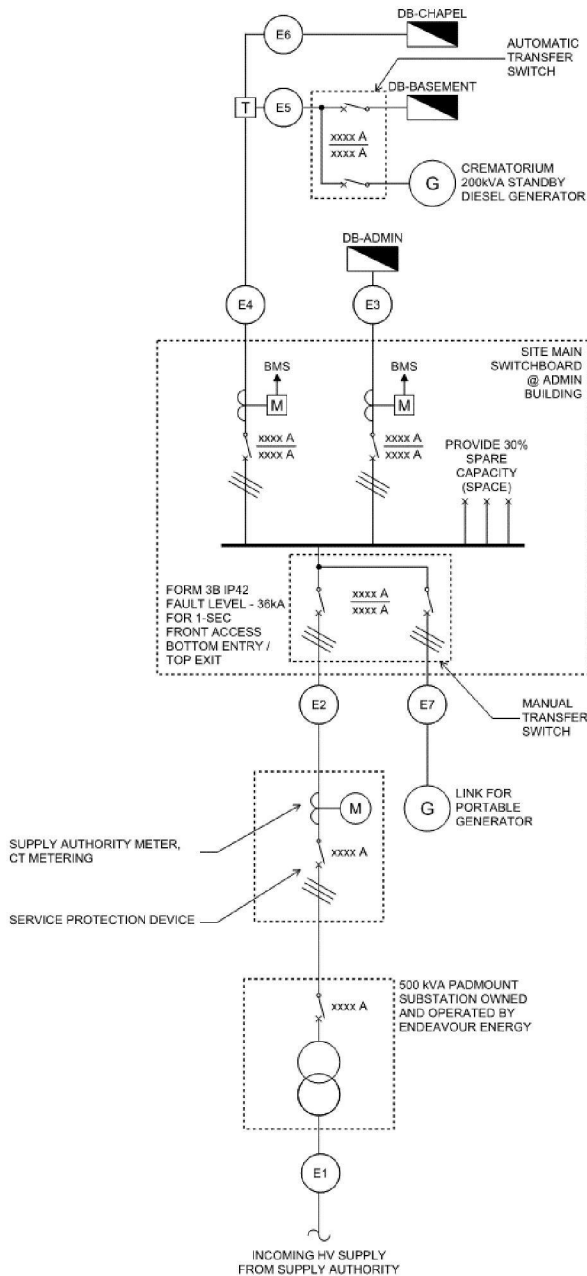 DB-CHAPEL
E6
AUTOMATIC
TRANSFER
SWITCH
DB-BASEMENT
T
E5
xxxx A
xxxx A
G
CREMATORIUM
200kVA STANDBY
DIESEL GENERATOR
DB-ADMIN
E4
E3
SITE MAIN
SWITCHBOARD
@ ADMIN
BUILDING
BMS
BMS
M
M
xxxx A
xxxx A
xxxx A
xxxx A
PROVIDE 30%
SPARE
CAPACITY
(SPACE)
FORM 3B IP42
FAULT LEVEL - 36kA
FOR 1-SEC
FRONT ACCESS
BOTTOM ENTRY /
TOP EXIT
xxxx A
xxxx A
E2
E7
MANUAL
TRANSFER
SWITCH
M
G
LINK FOR
PORTABLE
GENERATOR
SUPPLY AUTHORITY METER,
CT METERING
xxxx A
SERVICE PROTECTION DEVICE
500 kVA PADMOUNT
SUBSTATION OWNED
AND OPERATED BY
ENDEAVOUR ENERGY
xxxx A
E1
INCOMING HV SUPPLY
FROM SUPPLY AUTHORITY